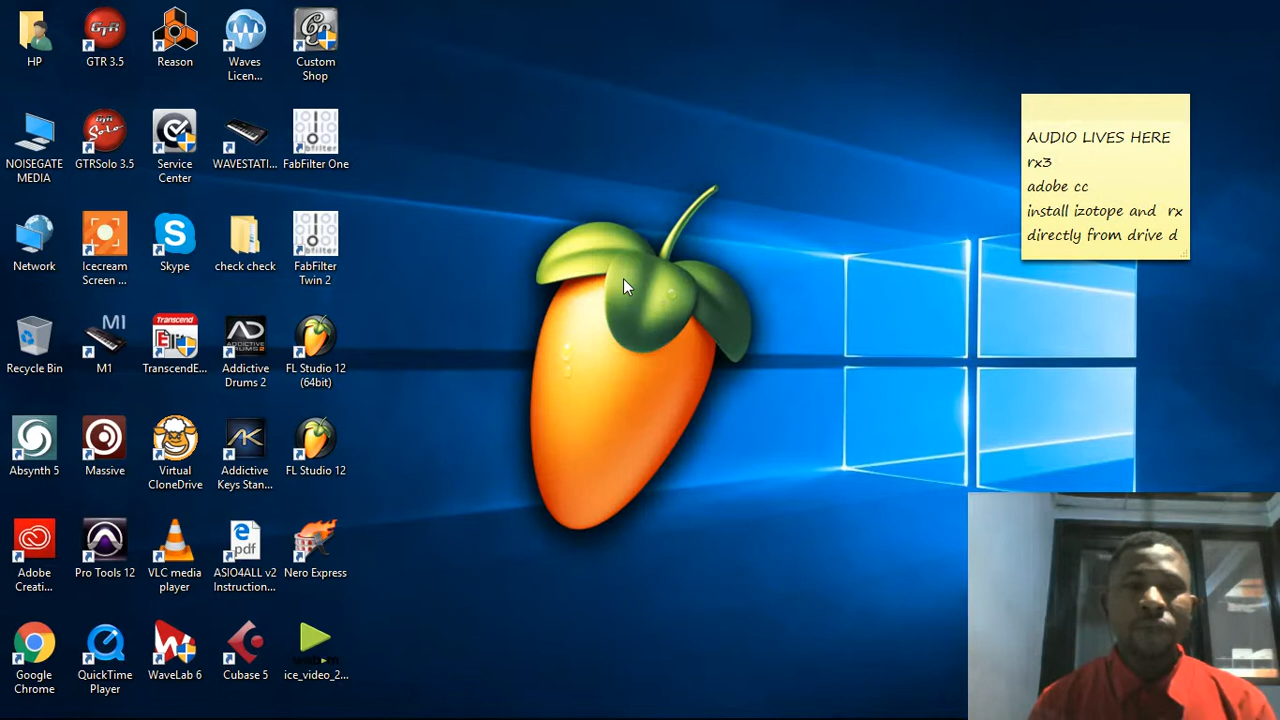 HP
GTR 3.5
Reason
Waves
Licen...
Custom
Shop
NOISEGATE
MEDIA
GTRSolo 3.5
Service
Center
WAVESTATI...
FabFilter One
Network
Icecream
Screen ...
Skype
check check
FabFilter
Twin 2
Recycle Bin
M1
M1
Transcend
TranscendE...
Addictive
Drums 2
FL Studio 12
(64bit)
Absynth 5
Massive
Virtual
CloneDrive
Addictive
Keys Stan...
FL Studio 12
Adobe
Creati...
Pro Tools 12
VLC media
player
pdf
ASIO4ALL v2
Instruction...
Nero Express
Google
Chrome
QuickTime
Player
WaveLab 6
Cubase 5
ice_video_2...
AUDIO LIVES HERE
rx3
adobe cc
install izotope and rx
directly from drive d